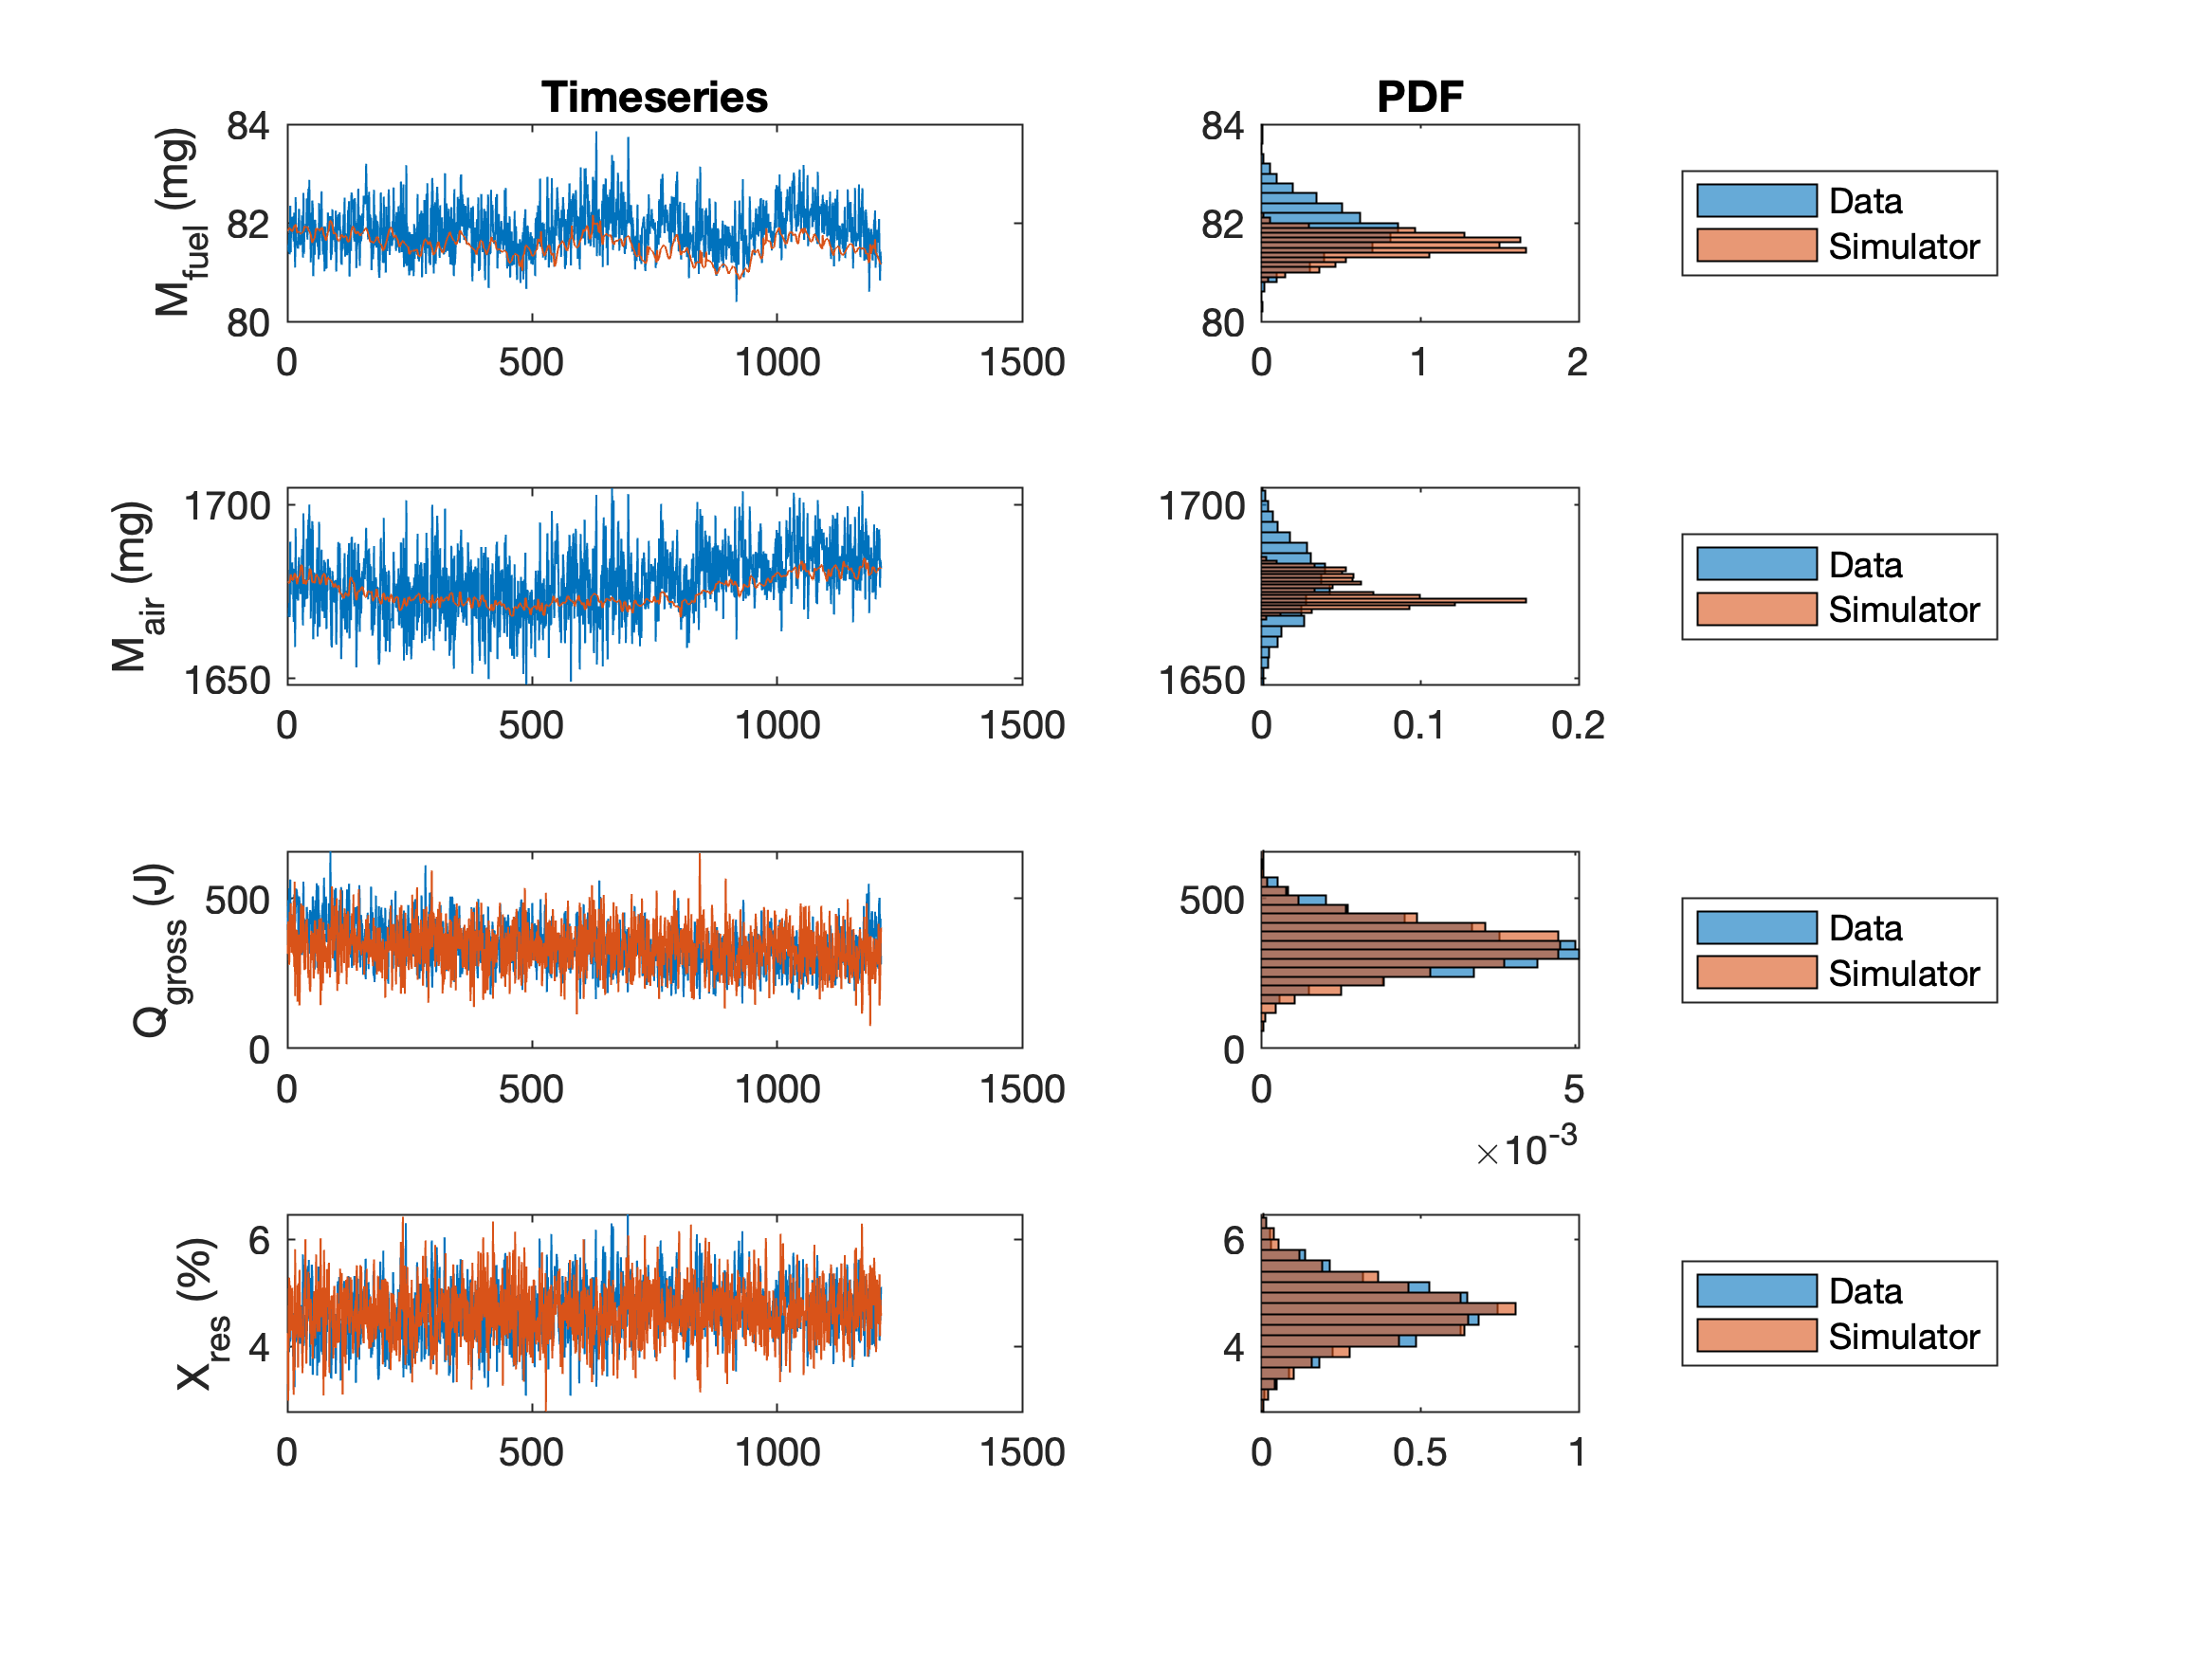 Timeseries
PDF
M_fuel (mg)
84
82
80
0 500 1000 1500
84
82
80
0 1 2
Data
Simulator
M_air (mg)
1700
1650
0 500 1000 1500
1700
1650
0 0.1 0.2
Data
Simulator
Q_gross (J)
500
0
0 500 1000 1500
500
0
0 5
×10^-3
Data
Simulator
X_res (%)
6
4
0 500 1000 1500
6
4
0 0.5 1
Data
Simulator